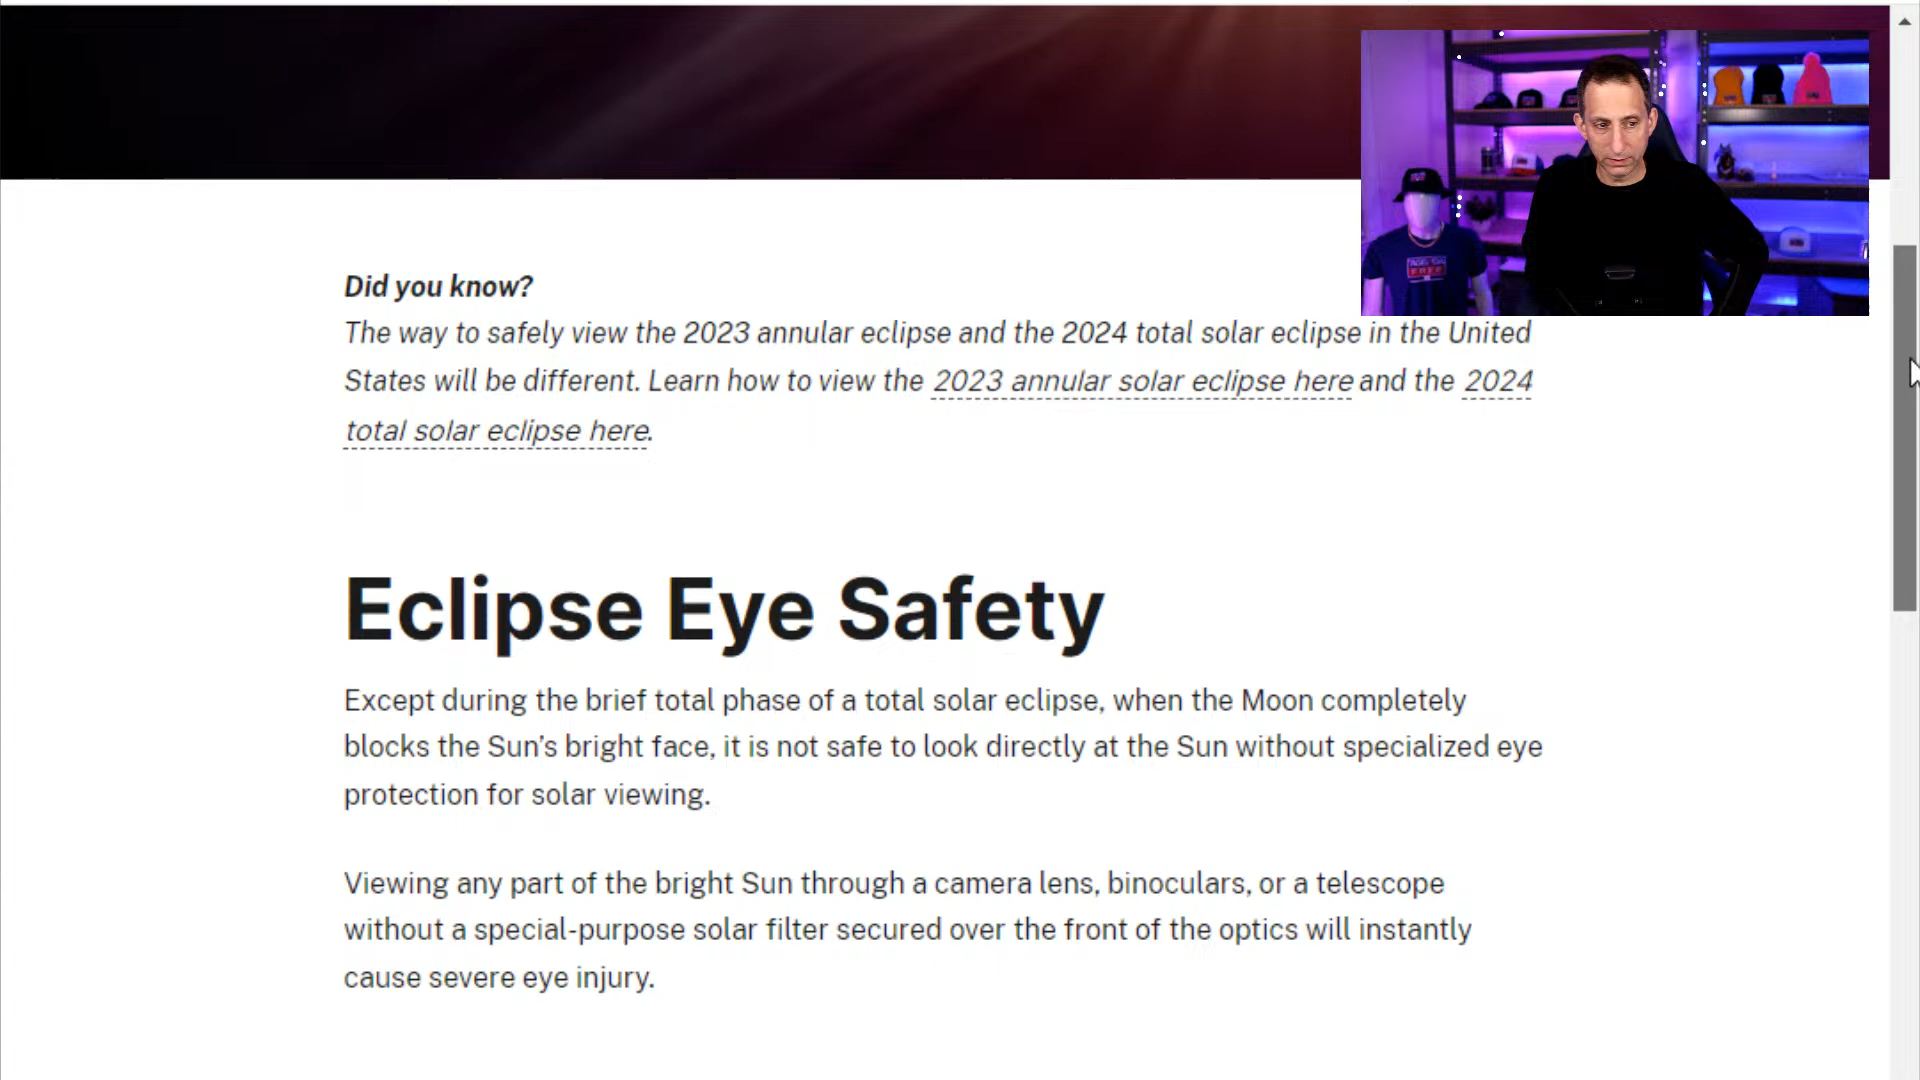 Did you know?
The way to safely view the 2023 annular eclipse and the 2024 total solar eclipse in the United
States will be different. Learn how to view the 2023 annular solar eclipse here and the 2024
total solar eclipse here.
Eclipse Eye Safety
Except during the brief total phase of a total solar eclipse, when the Moon completely
blocks the Sun’s bright face, it is not safe to look directly at the Sun without specialized eye
protection for solar viewing.
Viewing any part of the bright Sun through a camera lens, binoculars, or a telescope
without a special-purpose solar filter secured over the front of the optics will instantly
cause severe eye injury.